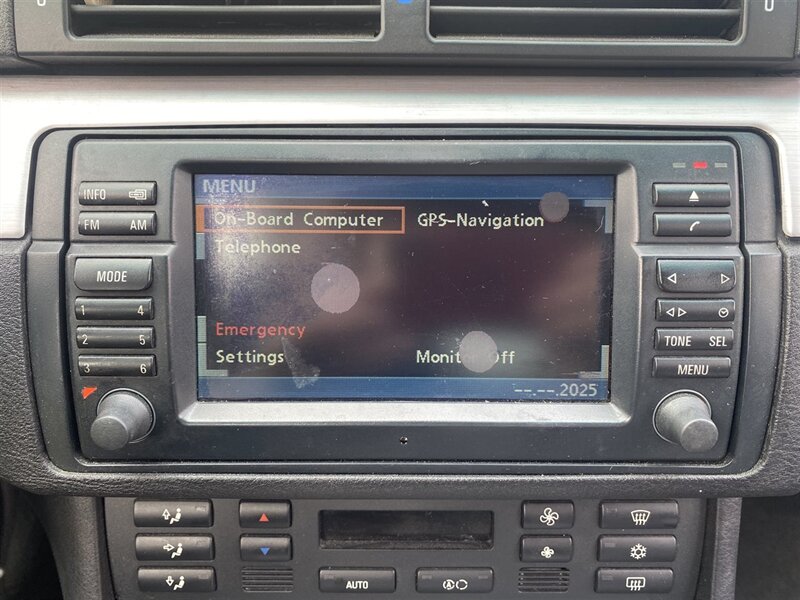 MENU
On-Board Computer GPS-Navigation
Telephone
Emergency
Settings Monitor Off
--.--.2025
INFO
FM AM
MODE
1 4
2 5
3 6
TONE SEL
MENU
AUTO